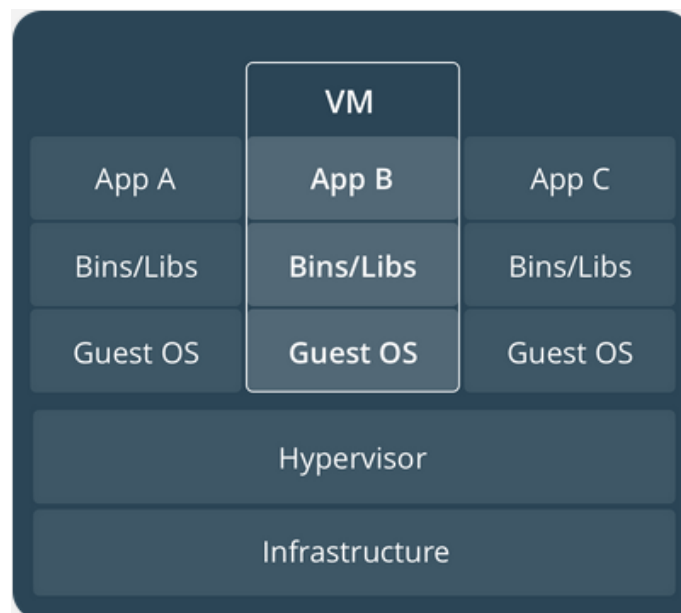 VM
App A App B App C
Bins/Libs Bins/Libs Bins/Libs
Guest OS Guest OS Guest OS
Hypervisor
Infrastructure